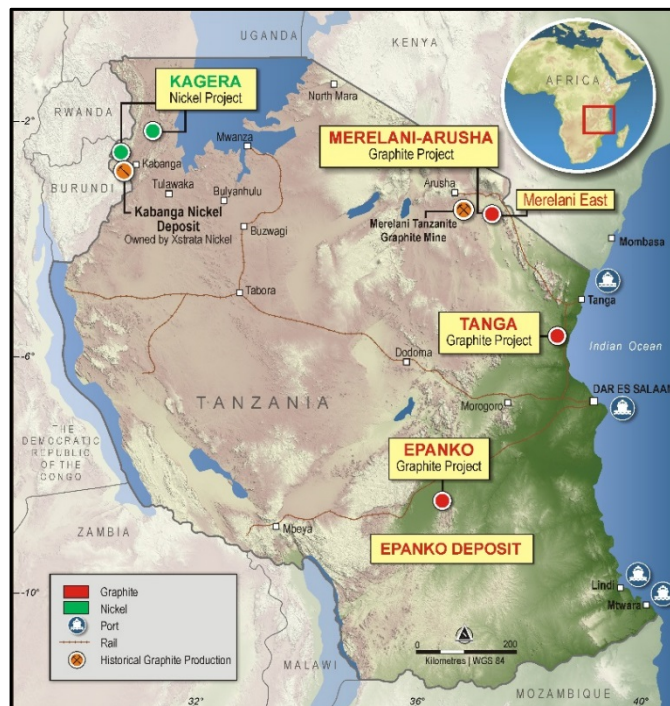 UGANDA
KENYA
AFRICA
RWANDA
BURUNDI
KAGERA
Nickel Project
North Mara
-2°
Mwanza
Kabanga
Tulawaka
Bulyanhulu
Kabanga Nickel
Deposit
Owned by Xstrata Nickel
Buzwagi
MERELANI-ARUSHA
Graphite Project
Arusha
Merelani East
Merelani Tanzanite
Graphite Mine
Mombasa
Tabora
Tanga
TANGA
Graphite Project
Indian Ocean
-6°
Dodoma
TANZANIA
Morogoro
DAR ES SALAAM
THE
DEMOCRATIC
REPUBLIC
OF THE
CONGO
EPANKO
Graphite Project
ZAMBIA
Mbeya
EPANKO DEPOSIT
-10°
Lindi
Mtwara
Graphite
Nickel
Port
Rail
Historical Graphite Production
0
200
Kilometres | WGS 84
MALAWI
MOZAMBIQUE
32°
36°
40°